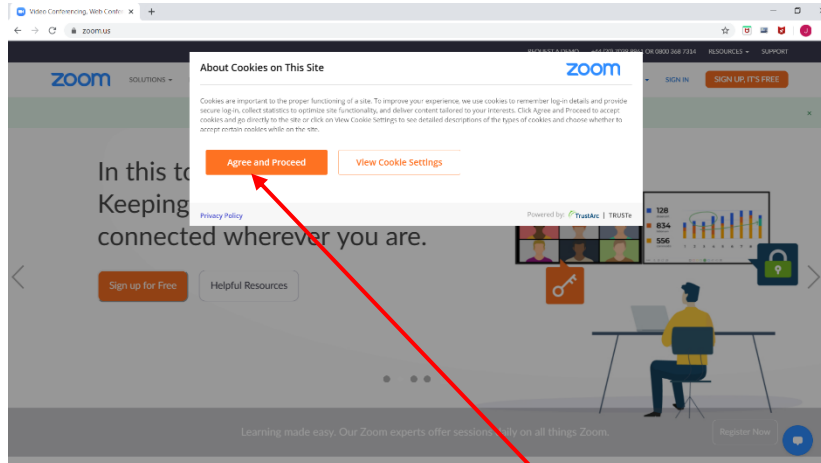 Video Conferencing, Web Confer
zoom.us
REQUEST A DEMO OR 0800 368 7314 RESOURCES SUPPORT
zoom SOLUTIONS SIGN IN SIGN UP, IT'S FREE
About Cookies on This Site
zoom
Cookies are important to the proper functioning of a site. To improve your experience, we use cookies to remember log-in details and provide
secure log-in, collect statistics to optimize site functionality, and deliver content tailored to your interests. Click Agree and Proceed to accept
cookies and go directly to the site or click on View Cookie Settings to see detailed descriptions of the types of cookies and choose whether to
accept certain cookies while on the site.
Agree and Proceed
View Cookie Settings
Privacy Policy
Powered by: TrustArc | TRUSTe
In this to
Keeping
connected wherever you are.
Sign up for Free
Helpful Resources
128
834
556
Learning made easy. Our Zoom experts offer sessions daily on all things Zoom.
Register Now
J